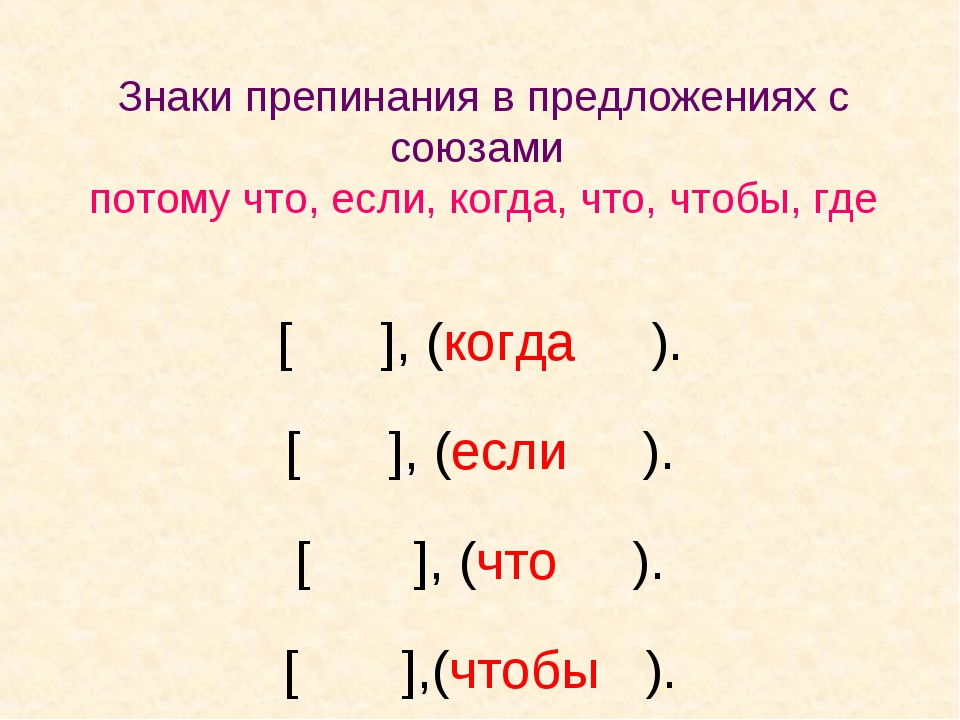 Знаки препинания в предложениях с
союзами
потому что, если, когда, что, чтобы, где
[ ], (когда ).
[ ], (если ).
[ ], (что ).
[ ],(чтобы ).